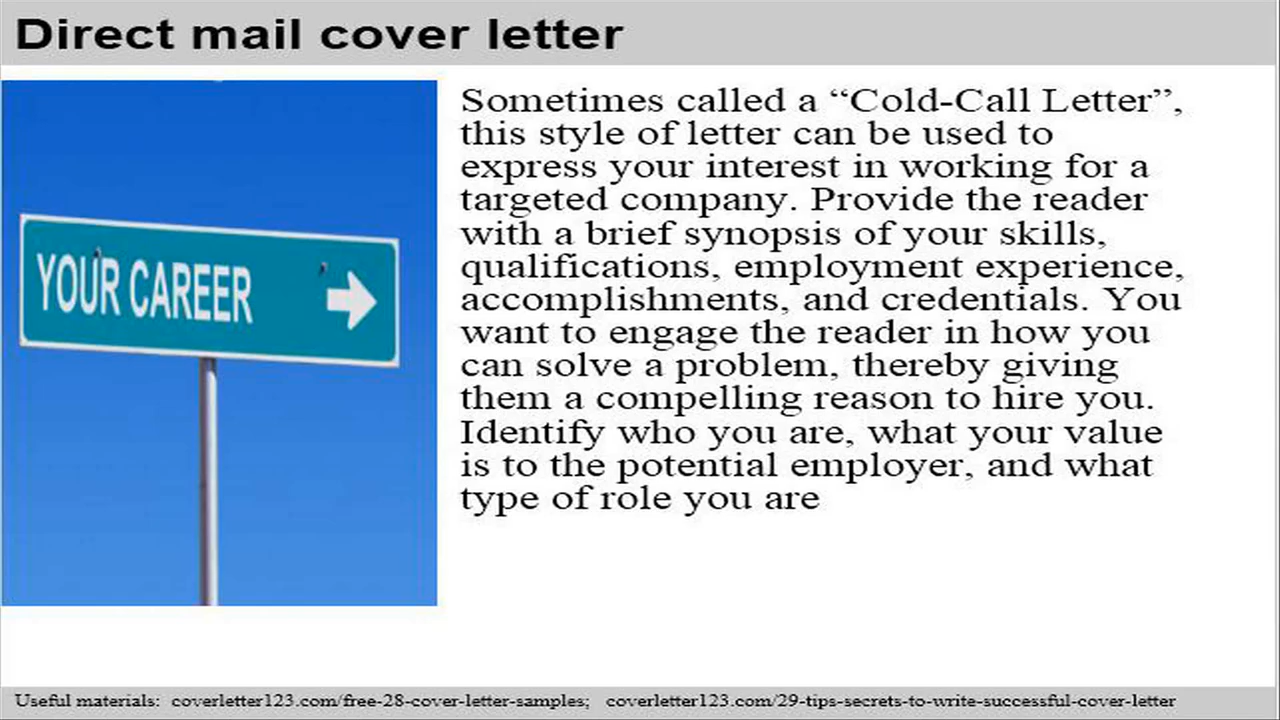 Direct mail cover letter
YOUR CAREER
Sometimes called a “Cold-Call Letter”,
this style of letter can be used to
express your interest in working for a
targeted company. Provide the reader
with a brief synopsis of your skills,
qualifications, employment experience,
accomplishments, and credentials. You
want to engage the reader in how you
can solve a problem, thereby giving
them a compelling reason to hire you.
Identify who you are, what your value
is to the potential employer, and what
type of role you are
Useful materials: coverletter123.com/free-28-cover-letter-samples; coverletter123.com/29-tips-secrets-to-write-successful-cover-letter